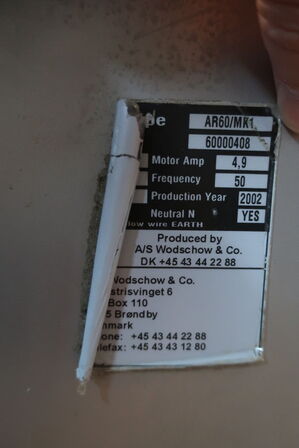 pe AR60/MK1
60000408
Motor Amp 4,9
Frequency 50
Production Year 2002
Neutral N YES
low wire EARTH
Produced by
A/S Wodschow & Co.
DK +45 43 44 22 88
Wodschow & Co.
strisvinget 6
Box 110
5 Brøndby
nmark
one: +45 43 44 22 88
lefax: +45 43 43 12 80